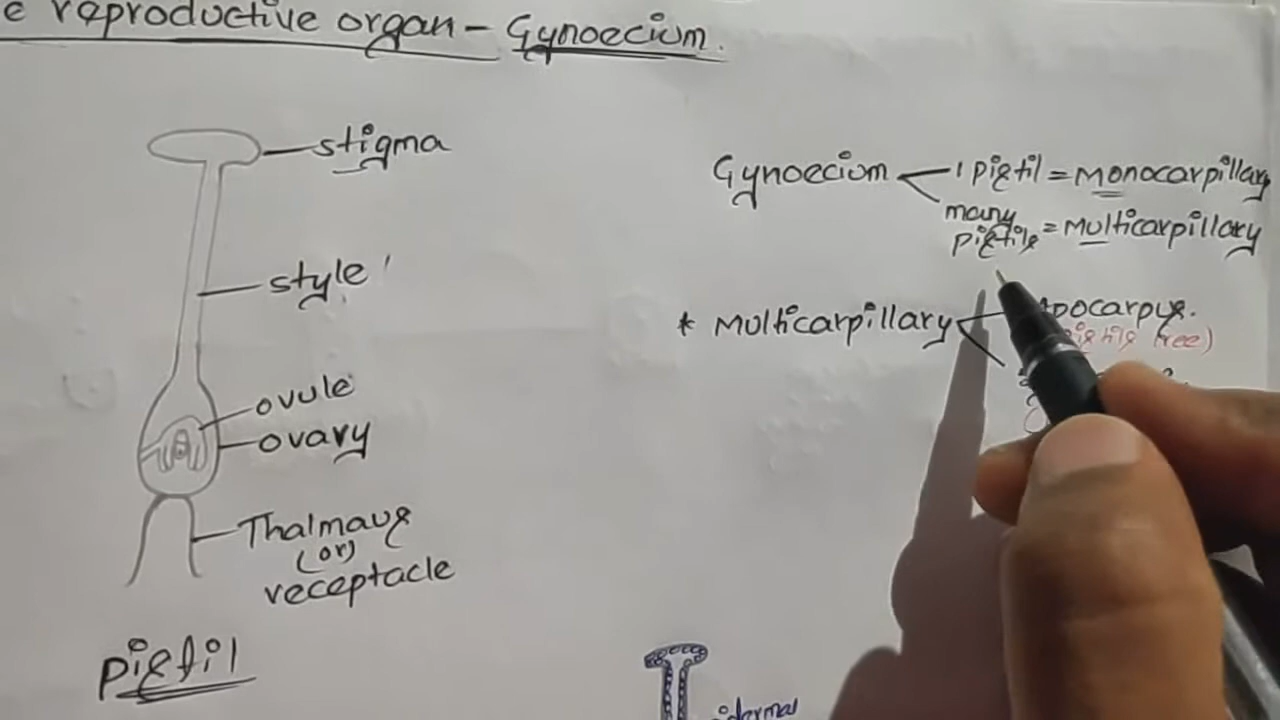 e reproductive organ - Gynoecium.
stigma
style
ovule
ovary
Thalmaus
(or)
receptacle
Pistil
Gynoecium 1 Pistil = Monocarpillary
many Pistils = Multicarpillary
* Multicarpillary Apocarpus.
free)